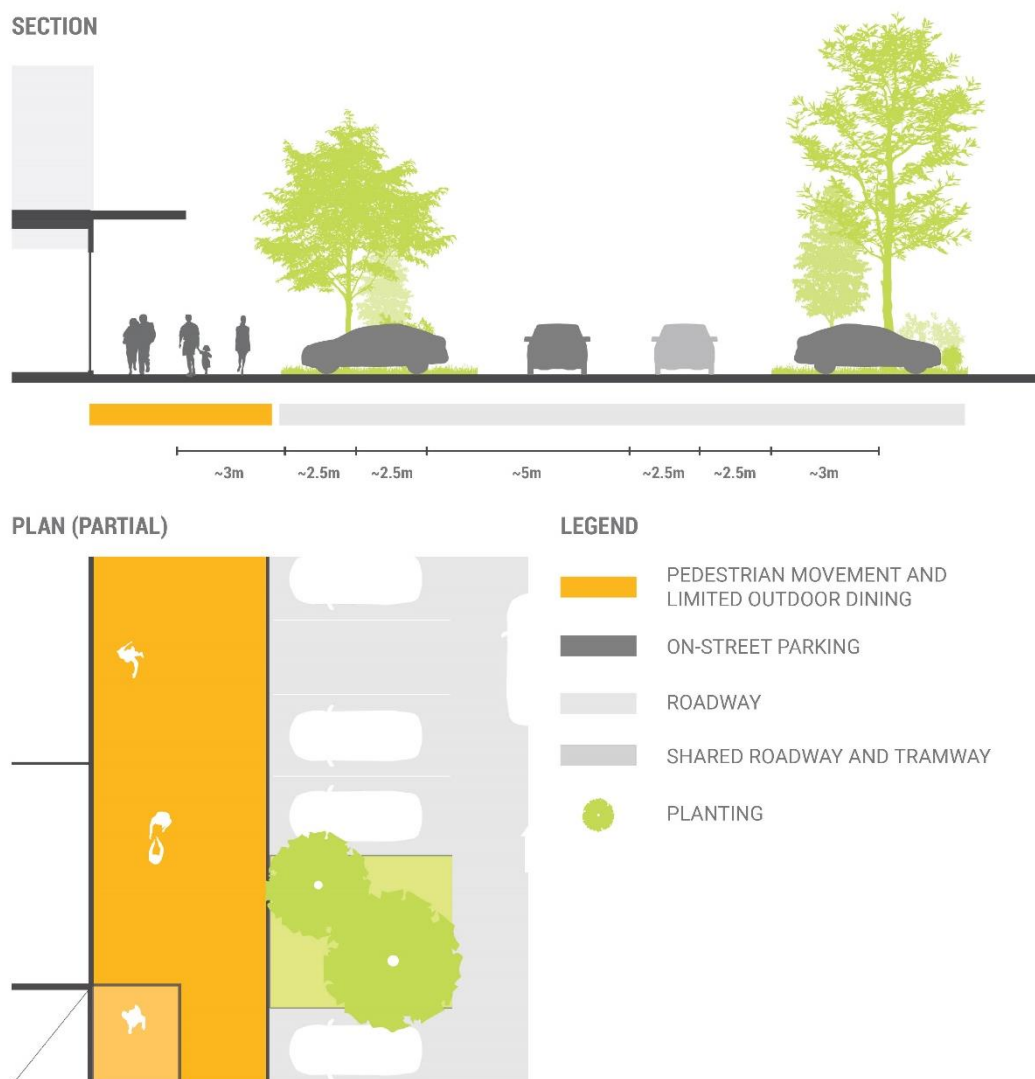 SECTION
~3m
~2.5m
~2.5m
~5m
~2.5m
~2.5m
~3m
PLAN (PARTIAL)
LEGEND
PEDESTRIAN MOVEMENT AND
LIMITED OUTDOOR DINING
ON-STREET PARKING
ROADWAY
SHARED ROADWAY AND TRAMWAY
PLANTING